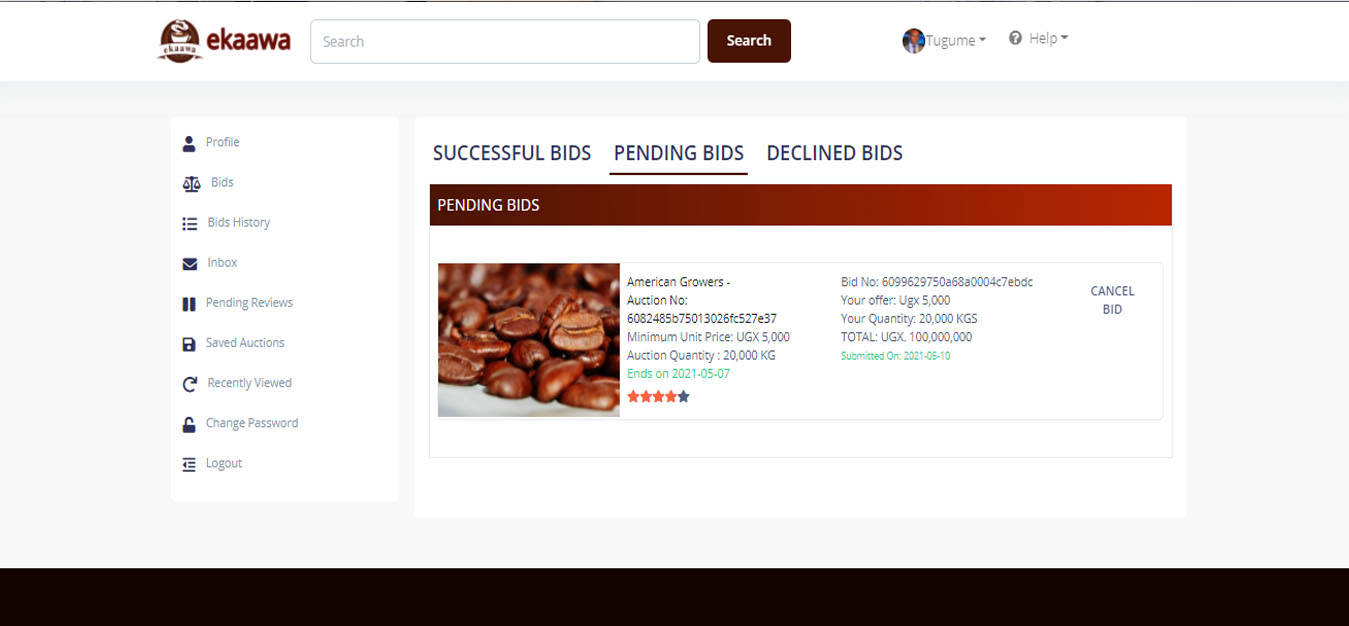 ekaawa
ekaawa
Search
Search
Tugume
Help
Profile
Bids
Bids History
Inbox
Pending Reviews
Saved Auctions
Recently Viewed
Change Password
Logout
SUCCESSFUL BIDS
PENDING BIDS
DECLINED BIDS
PENDING BIDS
American Growers -
Auction No:
6082485b75013026fc527e37
Minimum Unit Price: UGX 5,000
Auction Quantity : 20,000 KG
Ends on 2021-05-07
Bid No: 6099629750a68a0004c7ebdc
Your offer: Ugx 5,000
Your Quantity: 20,000 KGS
TOTAL: UGX. 100,000,000
Submitted On: 2021-05-10
CANCEL
BID